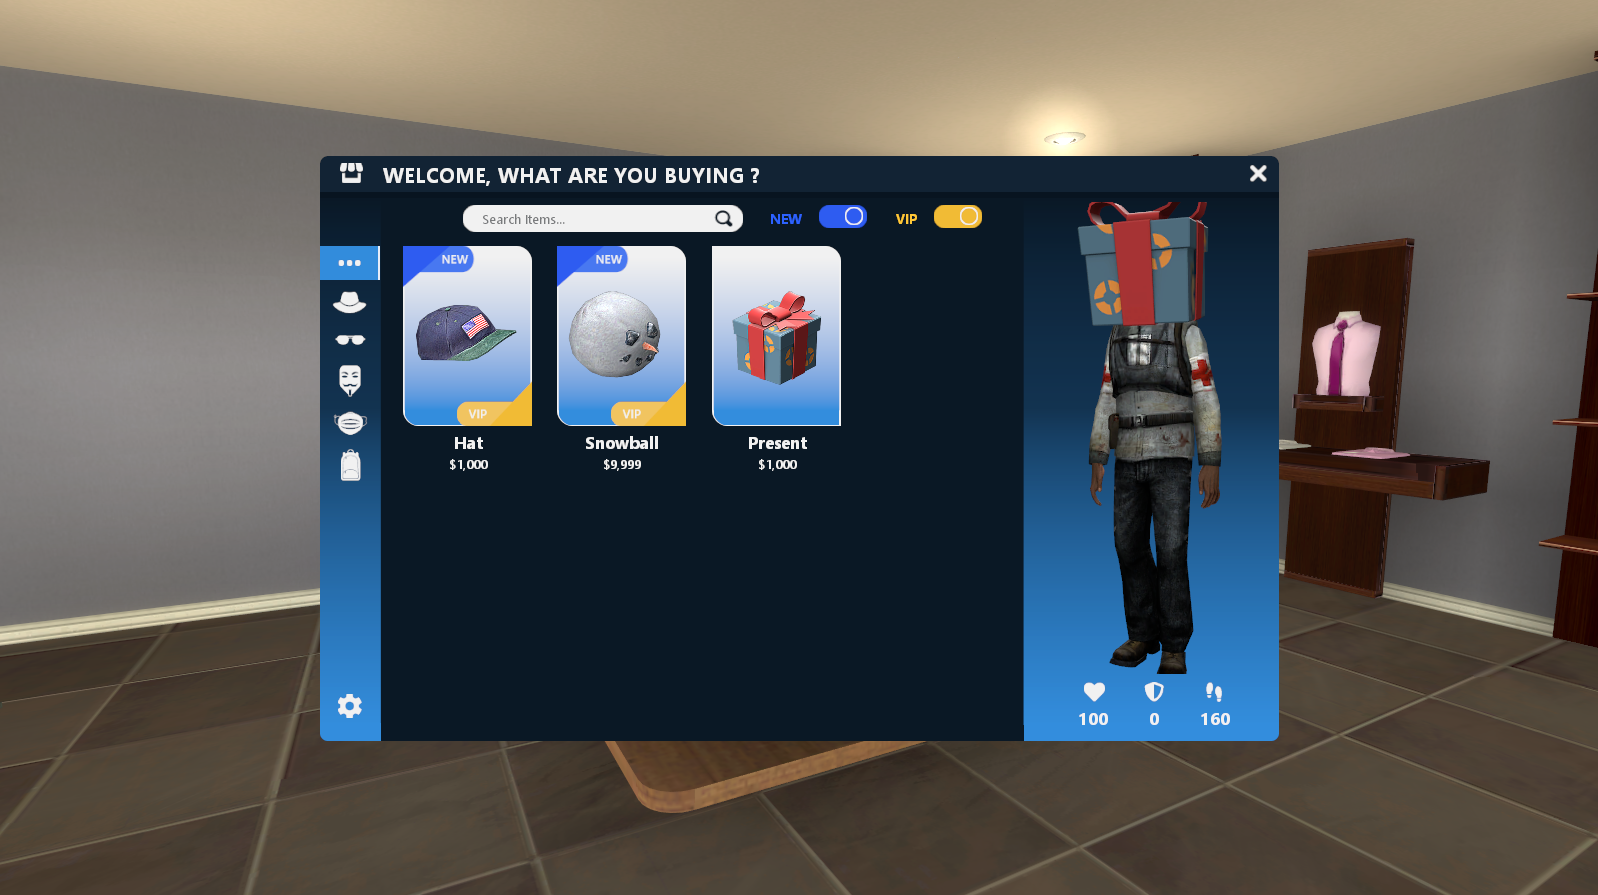 WELCOME, WHAT ARE YOU BUYING ?
Search Items...
NEW
VIP
NEW
NEW
VIP
VIP
Hat
Snowball
Present
$1,000
$9,999
$1,000
100
0
160